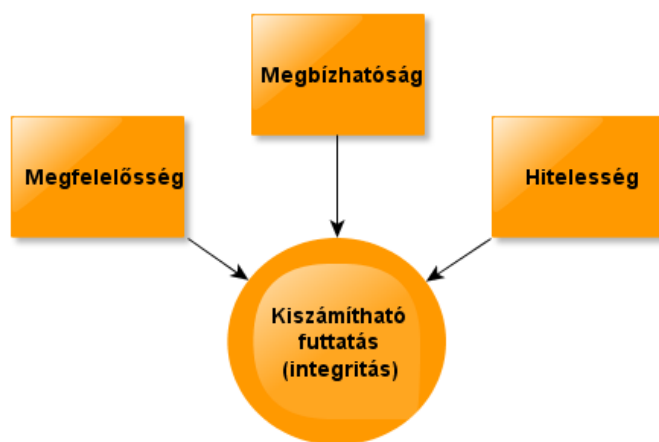 Megbízhatóság
Megfelelősség
Hitelesség
Kiszámítható
futtatás
(integritás)